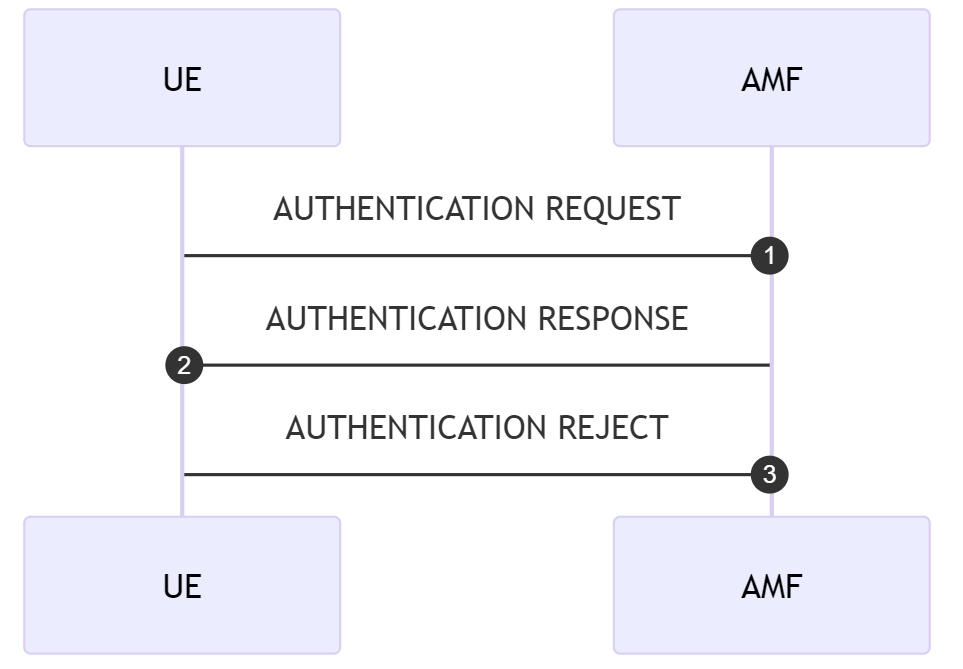 UE
AMF
AUTHENTICATION REQUEST
1
AUTHENTICATION RESPONSE
2
AUTHENTICATION REJECT
3
UE
AMF